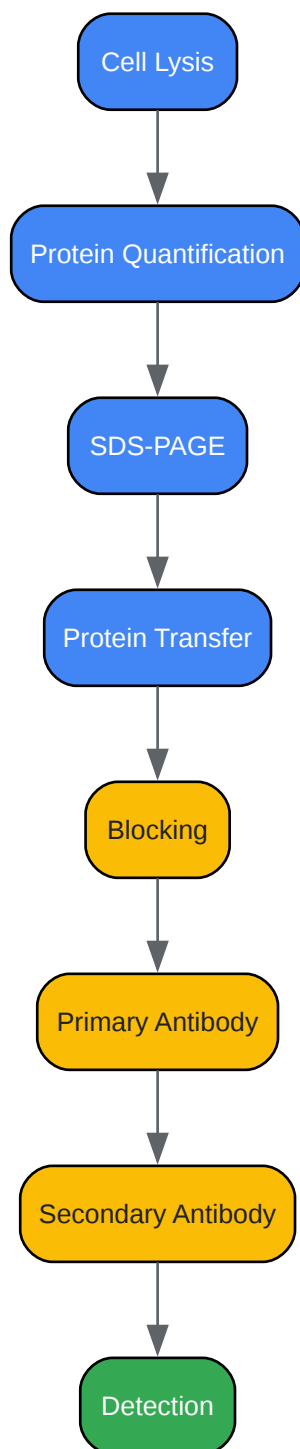 Cell Lysis
Protein Quantification
SDS-PAGE
Protein Transfer
Blocking
Primary Antibody
Secondary Antibody
Detection